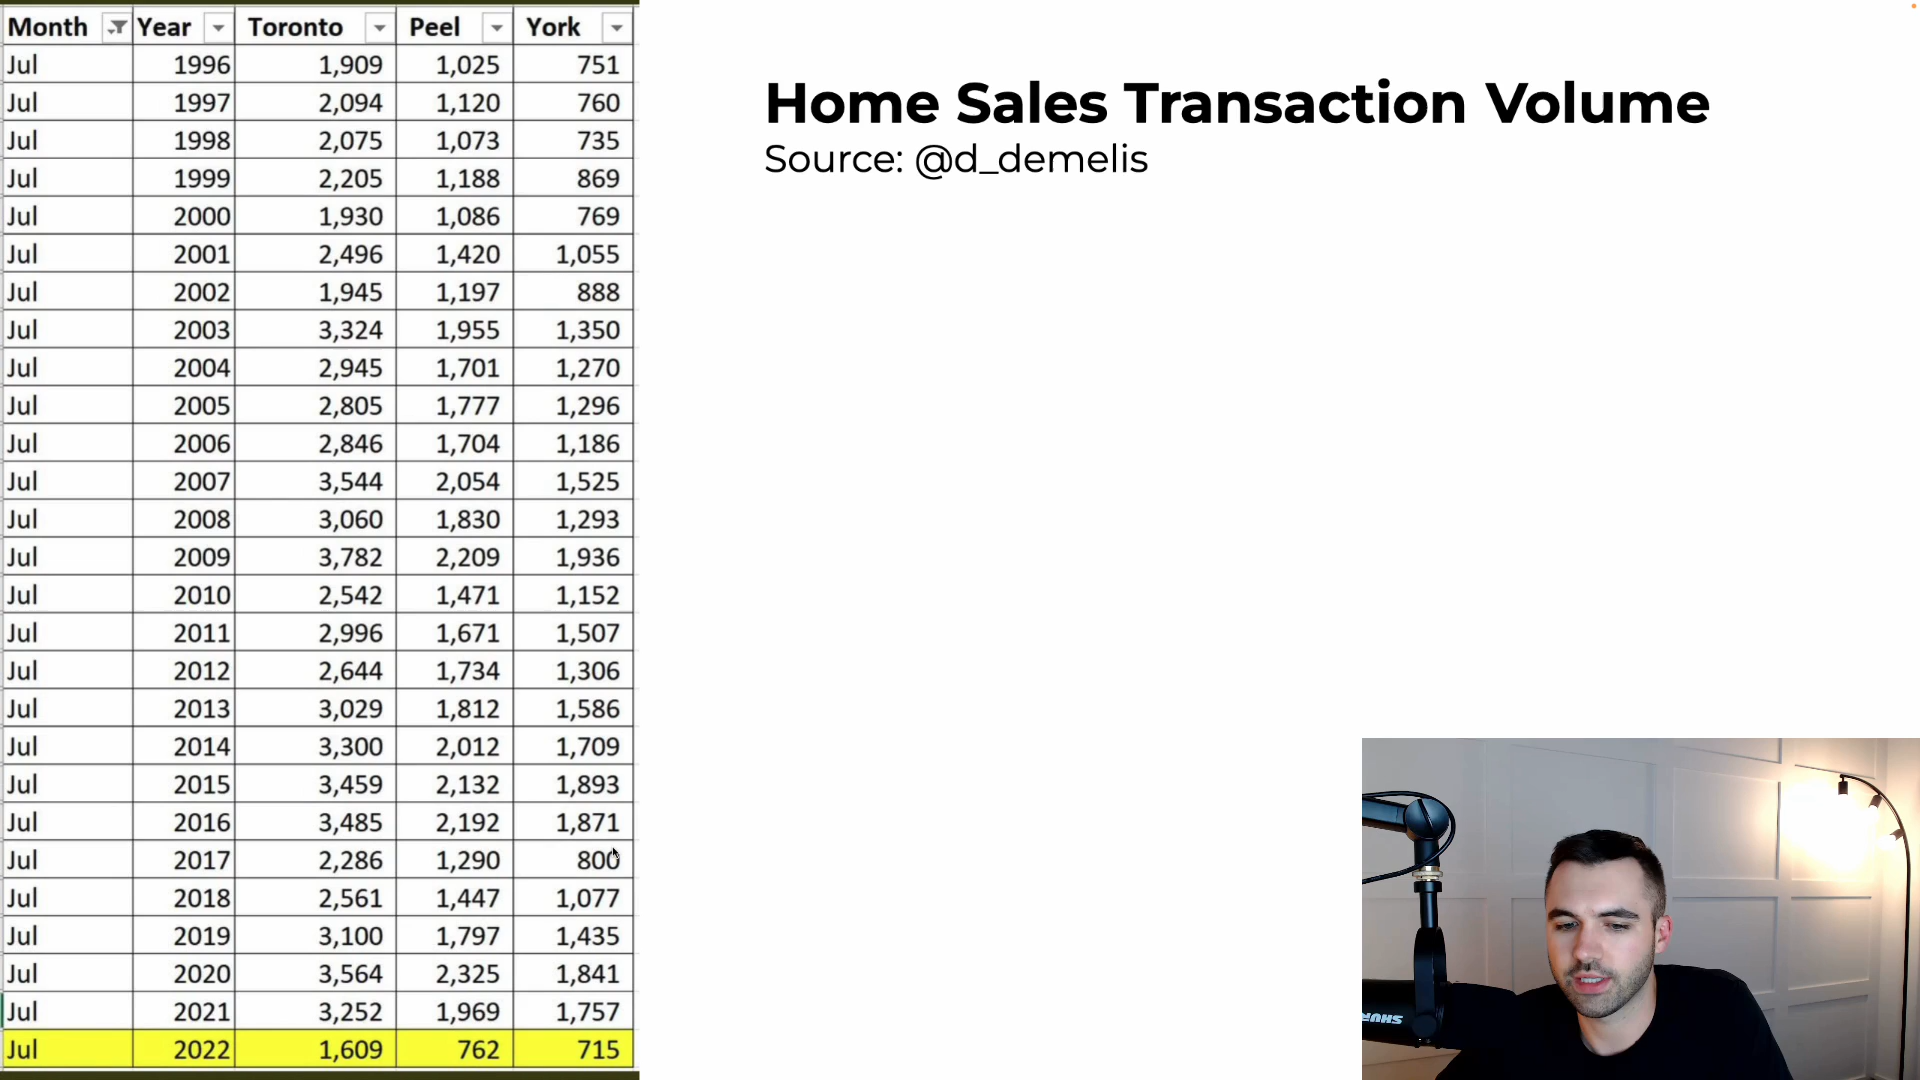 Month Year Toronto Peel York
Jul 1996 1,909 1,025 751
Jul 1997 2,094 1,120 760
Jul 1998 2,075 1,073 735
Jul 1999 2,205 1,188 869
Jul 2000 1,930 1,086 769
Jul 2001 2,496 1,420 1,055
Jul 2002 1,945 1,197 888
Jul 2003 3,324 1,955 1,350
Jul 2004 2,945 1,701 1,270
Jul 2005 2,805 1,777 1,296
Jul 2006 2,846 1,704 1,186
Jul 2007 3,544 2,054 1,525
Jul 2008 3,060 1,830 1,293
Jul 2009 3,782 2,209 1,936
Jul 2010 2,542 1,471 1,152
Jul 2011 2,996 1,671 1,507
Jul 2012 2,644 1,734 1,306
Jul 2013 3,029 1,812 1,586
Jul 2014 3,300 2,012 1,709
Jul 2015 3,459 2,132 1,893
Jul 2016 3,485 2,192 1,871
Jul 2017 2,286 1,290 800
Jul 2018 2,561 1,447 1,077
Jul 2019 3,100 1,797 1,435
Jul 2020 3,564 2,325 1,841
Jul 2021 3,252 1,969 1,757
Jul 2022 1,609 762 715
Home Sales Transaction Volume
Source: @d_demelis
SHURE